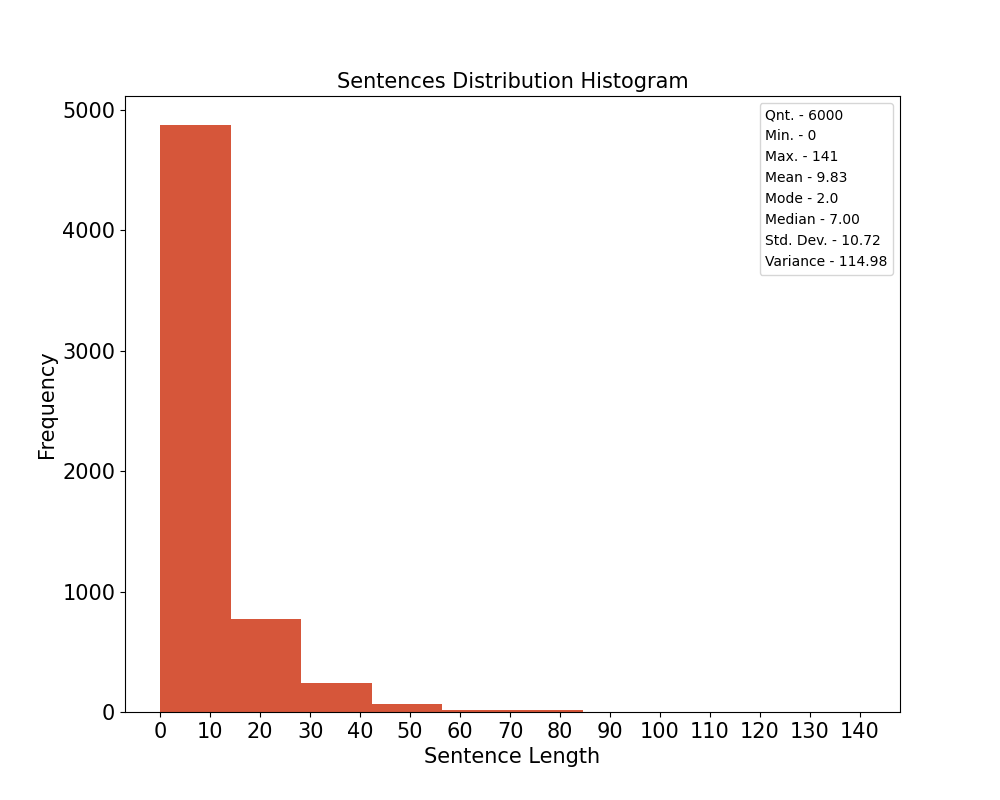 Sentences Distribution Histogram
Qnt. - 6000
Min. - 0
Max. - 141
Mean - 9.83
Mode - 2.0
Median - 7.00
Std. Dev. - 10.72
Variance - 114.98
Frequency
5000
4000
3000
2000
1000
0
0 10 20 30 40 50 60 70 80 90 100 110 120 130 140
Sentence Length